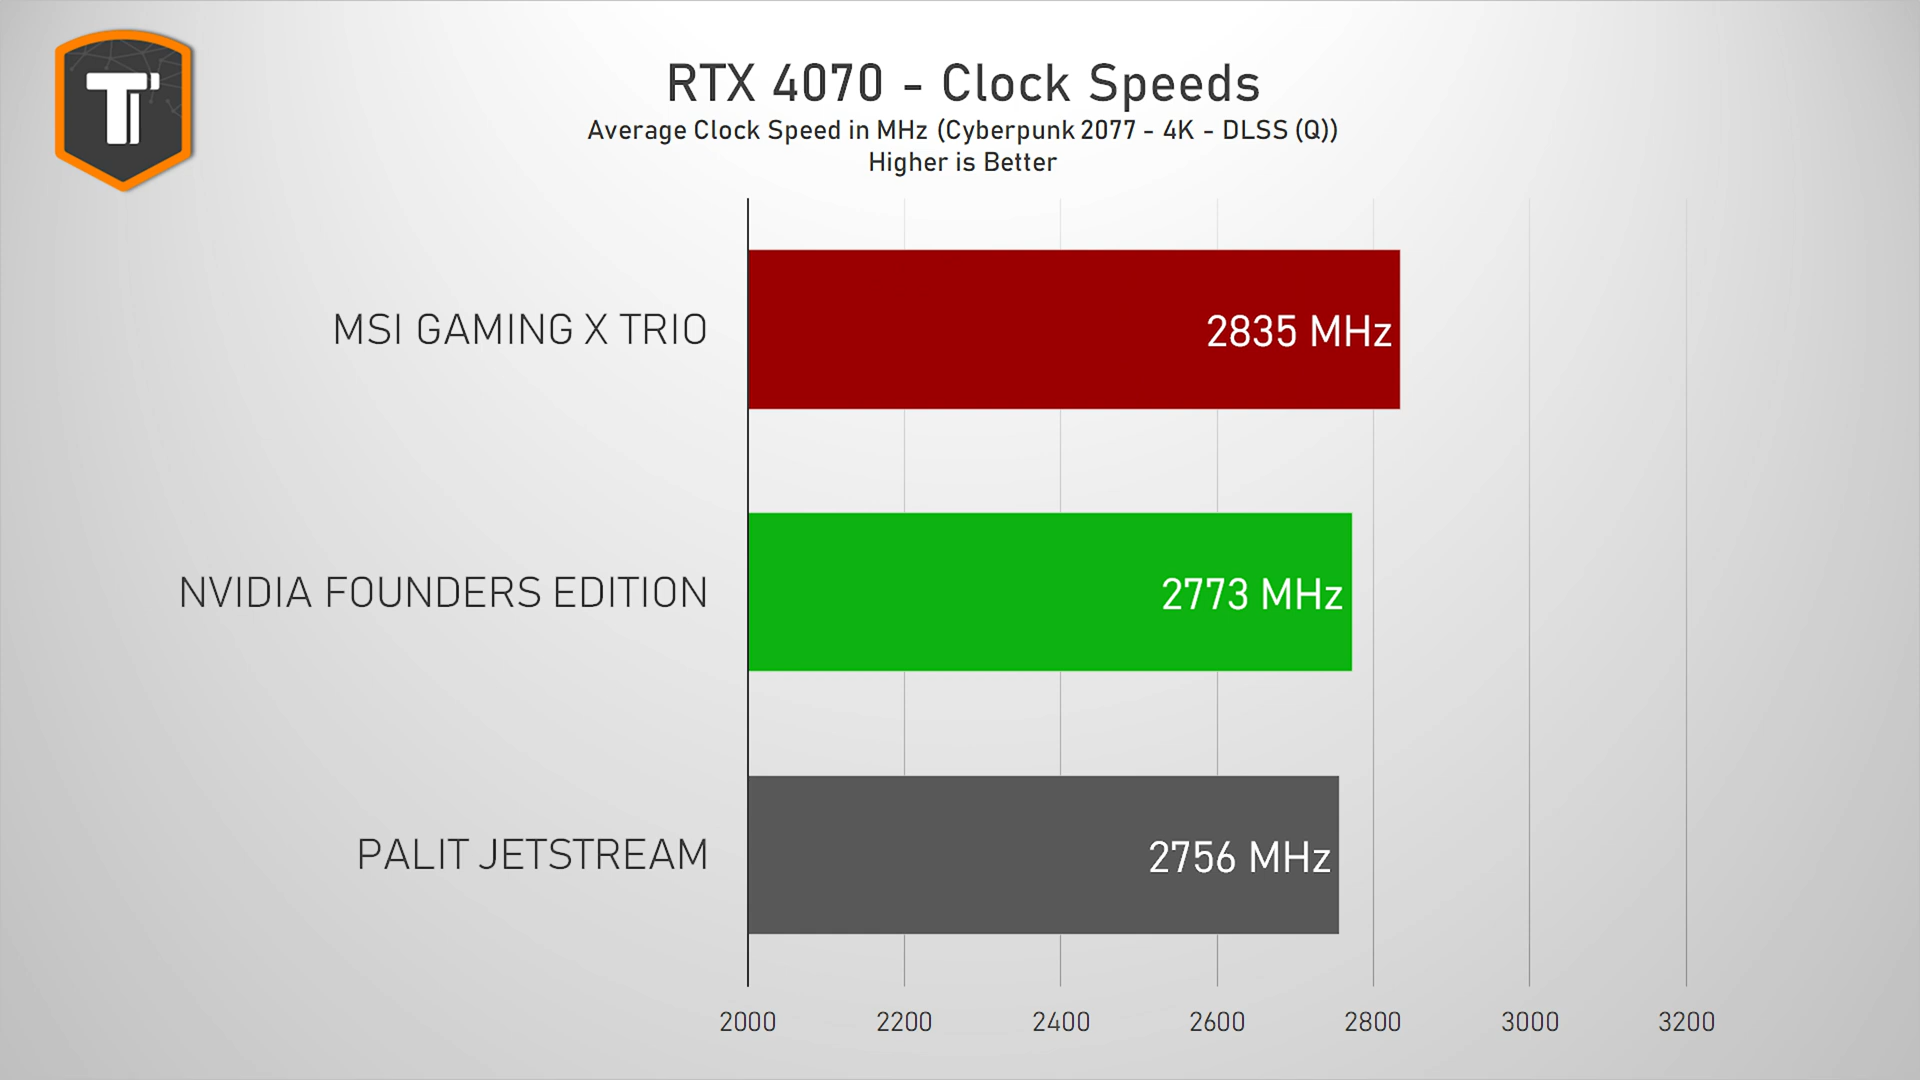 RTX 4070 - Clock Speeds
Average Clock Speed in MHz (Cyberpunk 2077 - 4K - DLSS (Q))
Higher is Better
MSI GAMING X TRIO
2835 MHz
NVIDIA FOUNDERS EDITION
2773 MHz
PALIT JETSTREAM
2756 MHz
2000 2200 2400 2600 2800 3000 3200